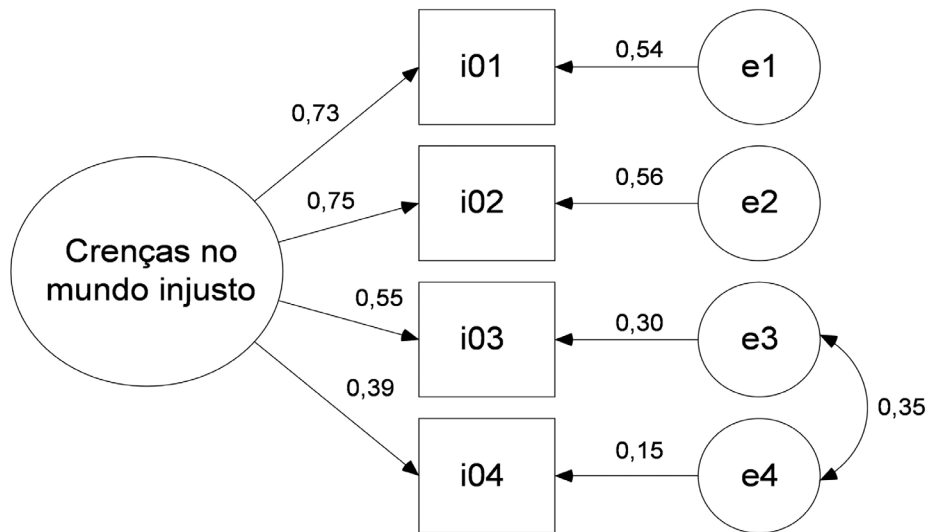 i01
0,54
e1
0,73
i02
0,56
e2
0,75
Crenças no
mundo injusto
0,55
i03
0,30
e3
0,39
0,35
i04
0,15
e4